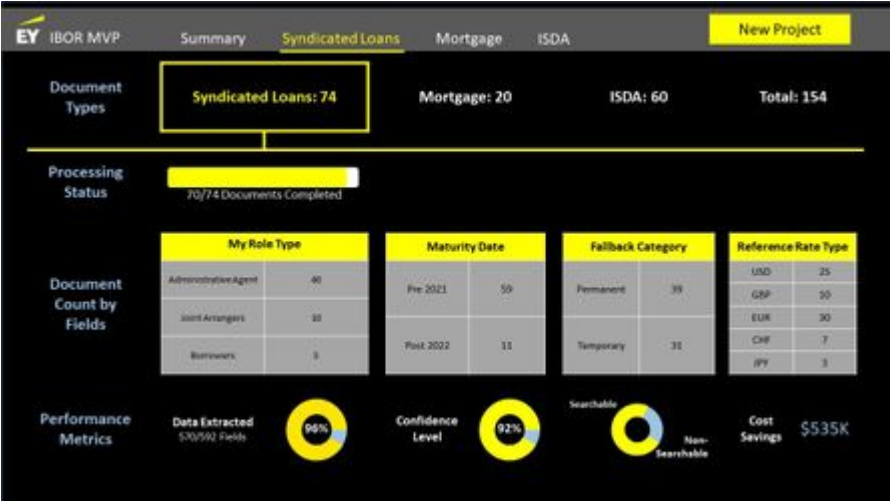 EY IBOR MVP
Summary
Syndicated Loans
Mortgage
ISDA
New Project
Document
Types
Syndicated Loans: 74
Mortgage: 20
ISDA: 60
Total: 154
Processing
Status
70/74 Documents Completed
Document
Count by
Fields
My Role Type
Administrative Agent
Joint Arrangers 10
Borrowers
Maturity Date
Pre 2021 59
Post 2022 11
Fallback Category
Permanent 39
Temporary 31
Reference Rate Type
USD 25
GBP 10
EUR 30
CHF 7
JPY
Performance
Metrics
Data Extracted
570/592 Fields
96%
Confidence
Level
92%
Searchable
Non-
Searchable
Cost
Savings
$535K